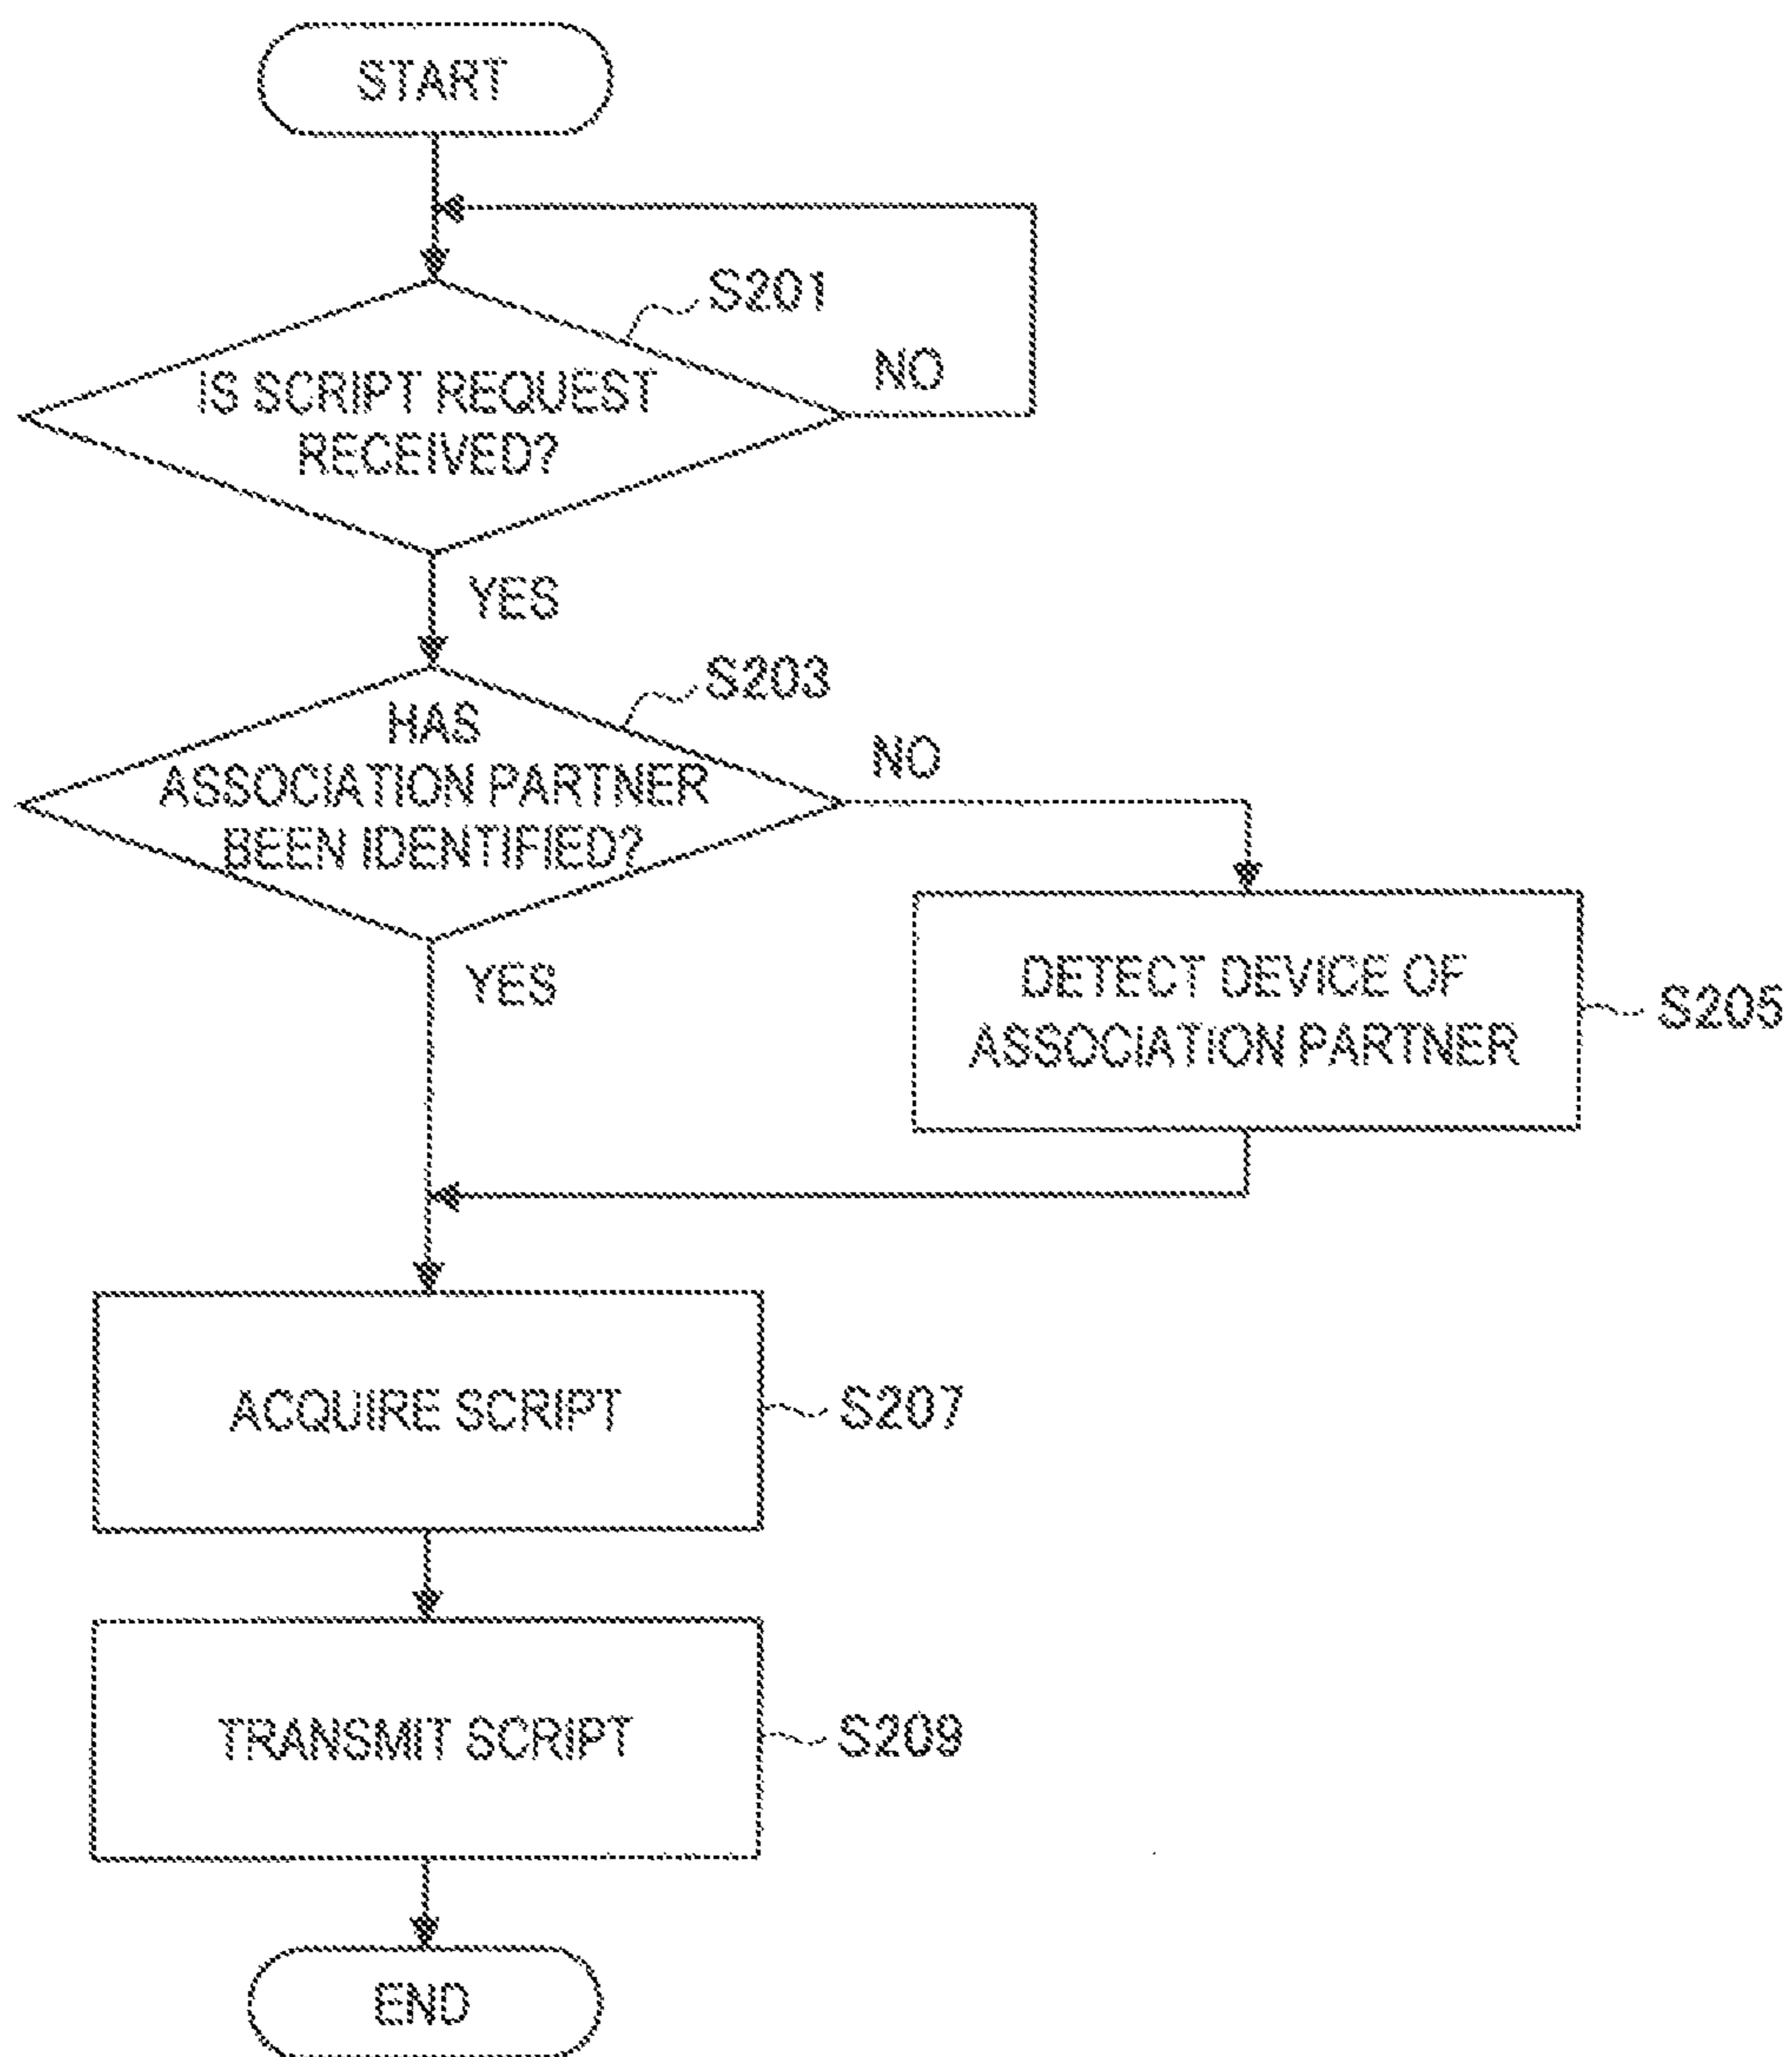 START
S201
IS SCRIPT REQUEST
RECEIVED?
NO
YES
S203
HAS
ASSOCIATION PARTNER
BEEN IDENTIFIED?
NO
YES
DETECT DEVICE OF
ASSOCIATION PARTNER
S205
ACQUIRE SCRIPT
S207
TRANSMIT SCRIPT
S209
END